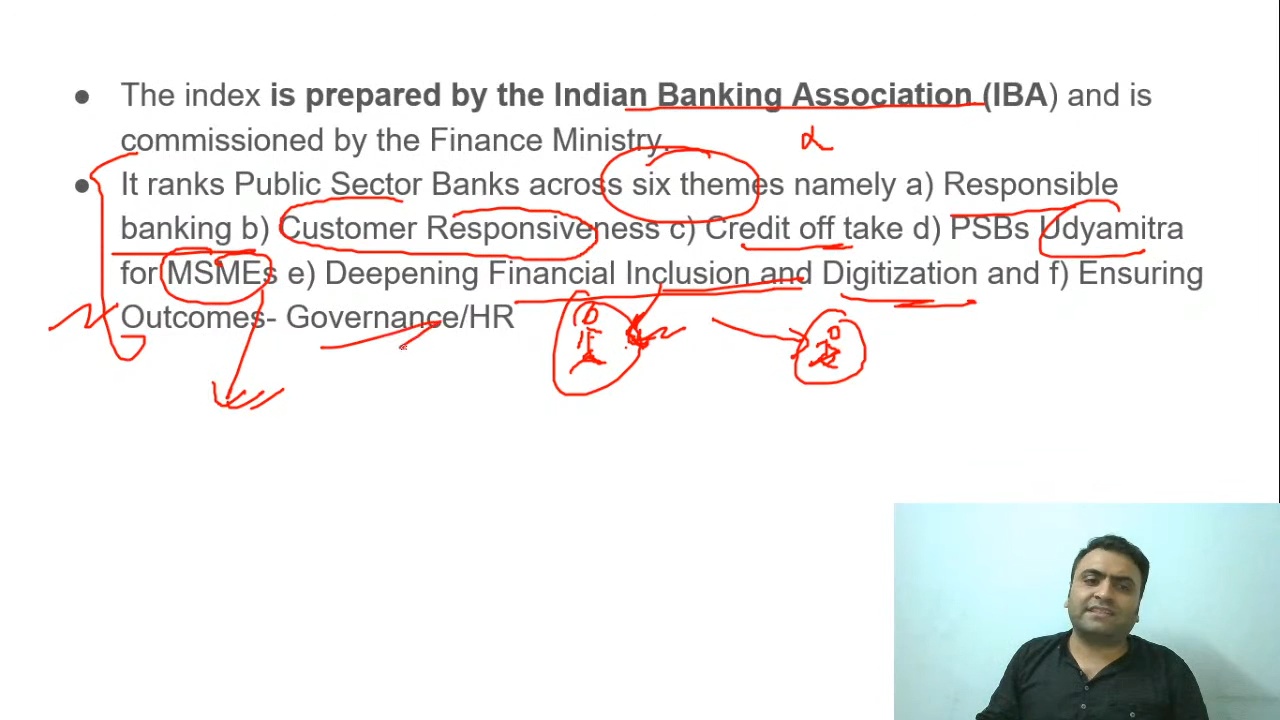 ● The index is prepared by the Indian Banking Association (IBA) and is
commissioned by the Finance Ministry.
● It ranks Public Sector Banks across six themes namely a) Responsible
banking b) Customer Responsiveness c) Credit off take d) PSBs Udyamitra
for MSMEs e) Deepening Financial Inclusion and Digitization and f) Ensuring
Outcomes- Governance/HR